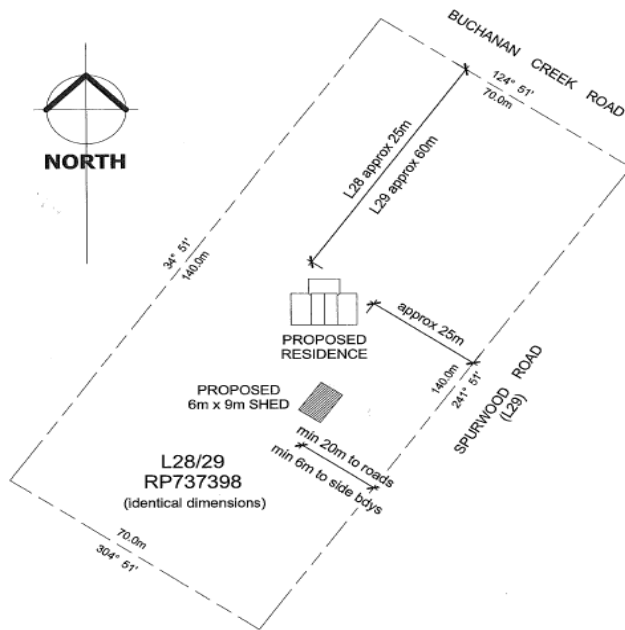 BUCHANAN CREEK ROAD
124° 51'
70.0m
NORTH
L28 approx 25m
L29 approx 60m
34° 51'
140.0m
approx 25m
PROPOSED
RESIDENCE
140.0m
241° 51'
SPURWOOD ROAD
(L29)
PROPOSED
6m x 9m SHED
min 20m to roads
min 6m to side bdys
L28/29
RP737398
(identical dimensions)
70.0m
304° 51'